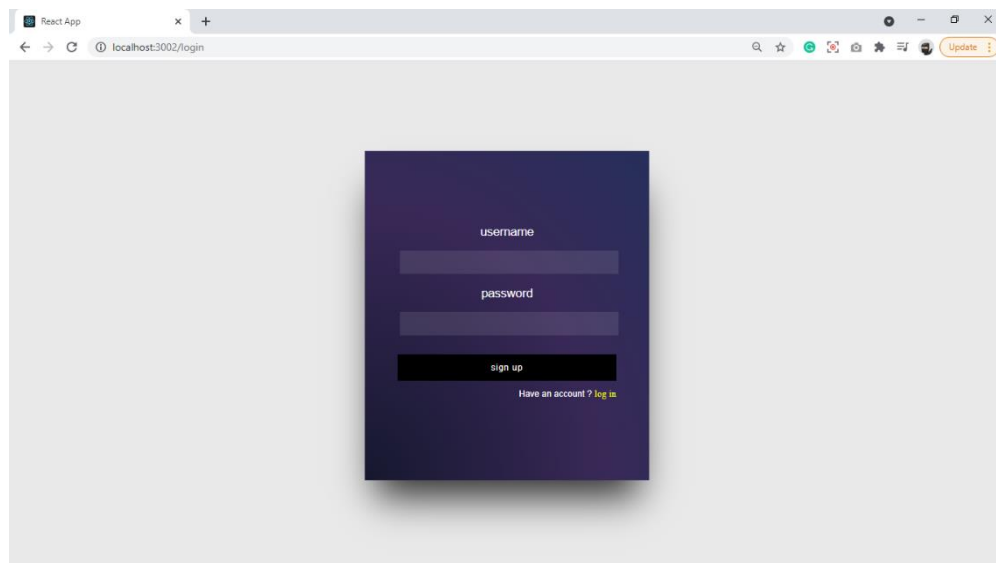 React App
localhost:3002/login
Update
username
password
sign up
Have an account ? log in